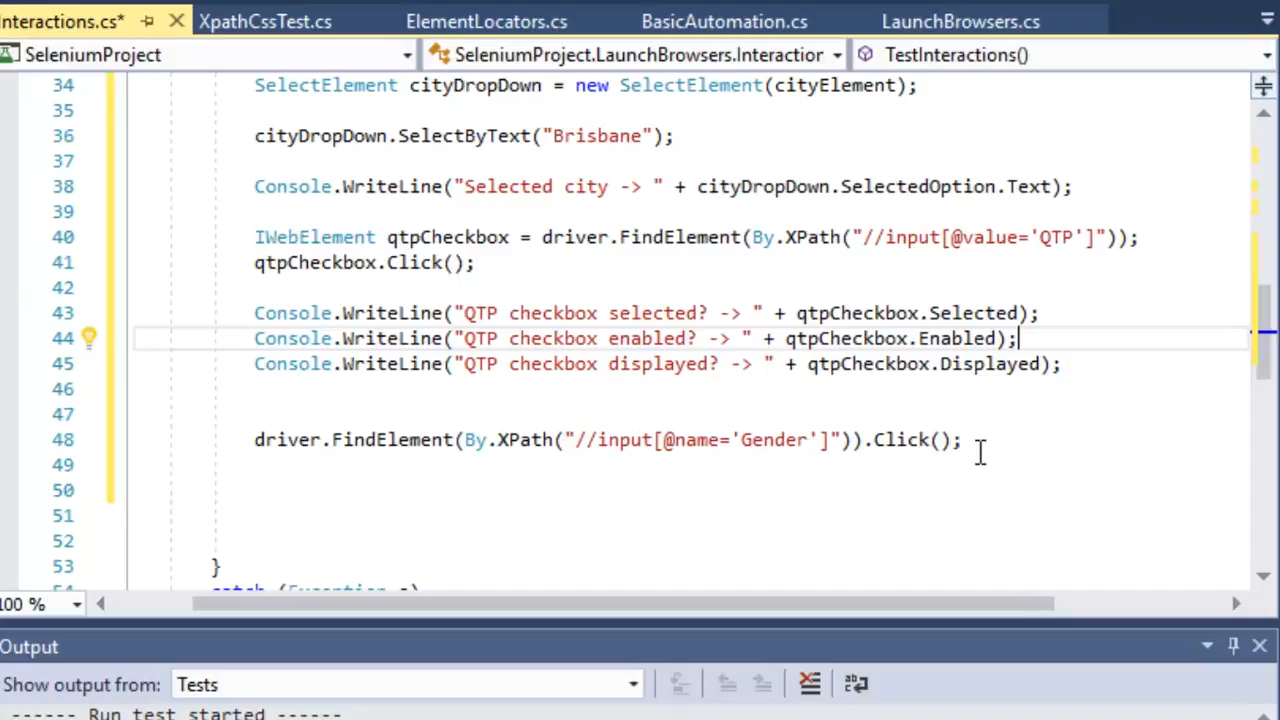 Interactions.cs* XpathCssTest.cs ElementLocators.cs BasicAutomation.cs LaunchBrowsers.cs
SeleniumProject SeleniumProject.LaunchBrowsers.Interaction TestInteractions()
34 SelectElement cityDropDown = new SelectElement(cityElement);
35
36 cityDropDown.SelectByText("Brisbane");
37
38 Console.WriteLine("Selected city -> " + cityDropDown.SelectedOption.Text);
39
40 IWebElement qtpCheckbox = driver.FindElement(By.XPath("//input[@value='QTP']"));
41 qtpCheckbox.Click();
42
43 Console.WriteLine("QTP checkbox selected? -> " + qtpCheckbox.Selected);
44 Console.WriteLine("QTP checkbox enabled? -> " + qtpCheckbox.Enabled);
45 Console.WriteLine("QTP checkbox displayed? -> " + qtpCheckbox.Displayed);
46
47
48 driver.FindElement(By.XPath("//input[@name='Gender']")).Click();
49
50
51
52
53 }
54 catch (Exception e)
100 %
Output
Show output from: Tests
------ Run test started ------